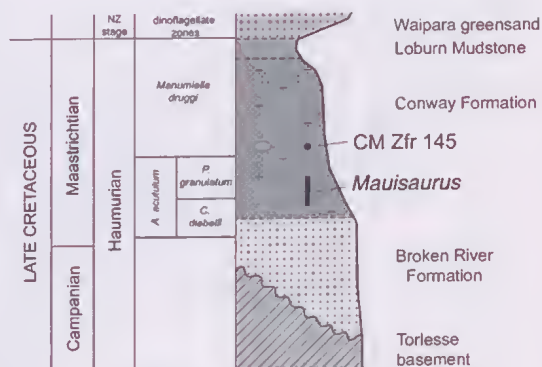 NZ stage
dinoflagellate zones
LATE CRETACEOUS
Maastrichtian
Campanian
Haumurian
Manumiella druggi
A. acutulum
P. granulatum
C. diebelii
Waipara greensand
Loburn Mudstone
Conway Formation
CM Zfr 145
Mauisaurus
Broken River
Formation
Torlesse
basement